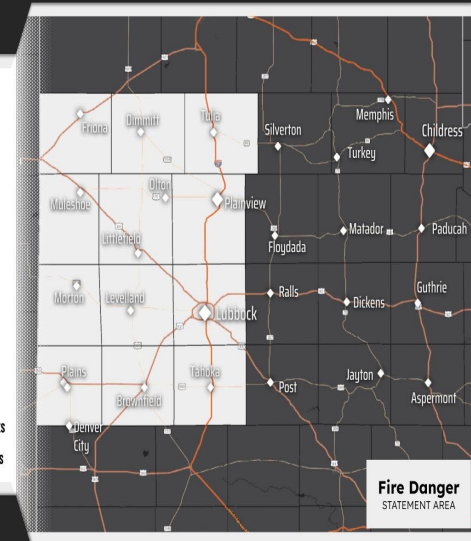 Friona
Dimmitt
Tulia
Silverton
Memphis
Turkey
Childress
Muleshoe
Olton
Plainview
Littlefield
Floydada
Matador
Paducah
Morton
Levelland
Lubbock
Ralls
Dickens
Guthrie
Plains
Brownfield
Tahoka
Post
Jayton
Aspermont
Denver
City
Fire Danger
STATEMENT AREA